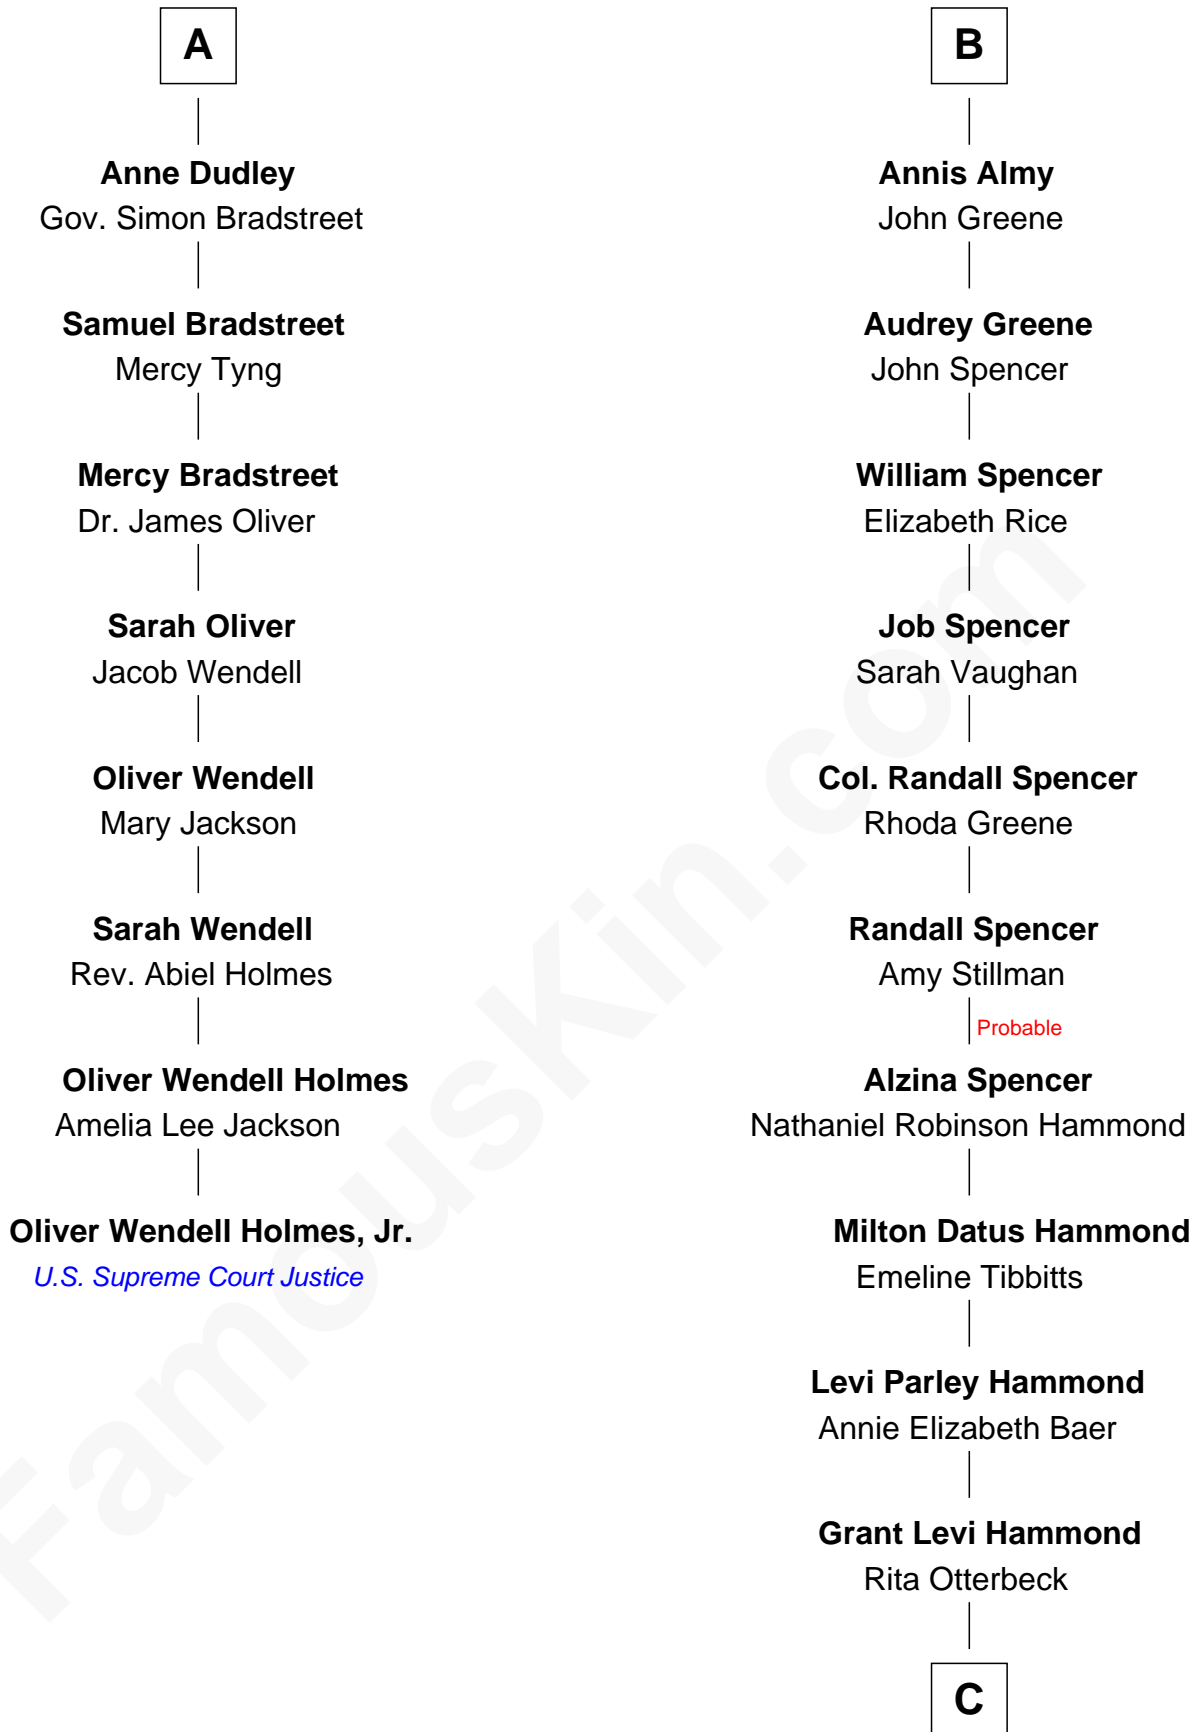 A
Anne Dudley
Gov. Simon Bradstreet
Samuel Bradstreet
Mercy Tyng
Mercy Bradstreet
Dr. James Oliver
Sarah Oliver
Jacob Wendell
Oliver Wendell
Mary Jackson
Sarah Wendell
Rev. Abiel Holmes
Oliver Wendell Holmes
Amelia Lee Jackson
Oliver Wendell Holmes, Jr.
U.S. Supreme Court Justice
B
Annis Almy
John Greene
Audrey Greene
John Spencer
William Spencer
Elizabeth Rice
Job Spencer
Sarah Vaughan
Col. Randall Spencer
Rhoda Greene
Randall Spencer
Amy Stillman
Probable
Alzina Spencer
Nathaniel Robinson Hammond
Milton Datus Hammond
Emeline Tibbitts
Levi Parley Hammond
Annie Elizabeth Baer
Grant Levi Hammond
Rita Otterbeck
C
FamousKin.com